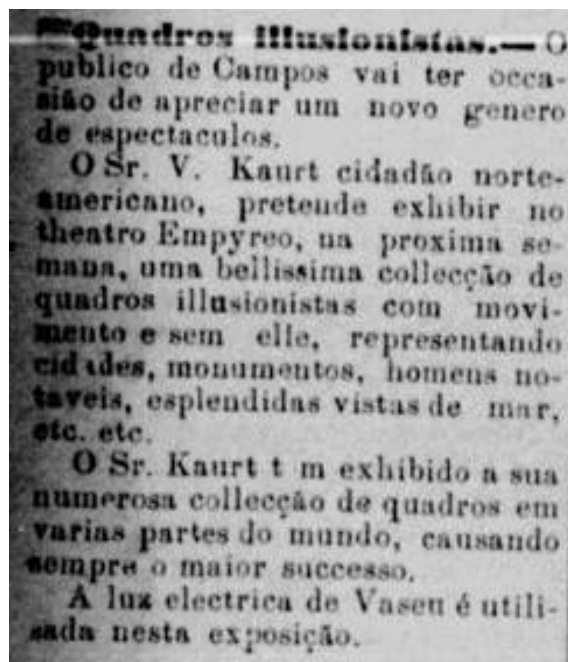 Quadros illusionistas.— O
publico de Campos vai ter occa-
sião de apreciar um novo genero
de espectaculos.
O Sr. V. Kaurt cidadão norte-
americano, pretende exhibir no
theatro Empyreo, na proxima se-
mana, uma bellissima collecção de
quadros illusionistas com movi-
mento e sem elle, representando
cidades, monumentos, homens no-
taveis, esplendidas vistas de mar,
etc. etc.
O Sr. Kaurt t m exhibido a sua
numerosa collecção de quadros em
varias partes do mundo, causando
sempre o maior successo.
A luz electrica de Vaseu é utili-
sada nesta exposição.